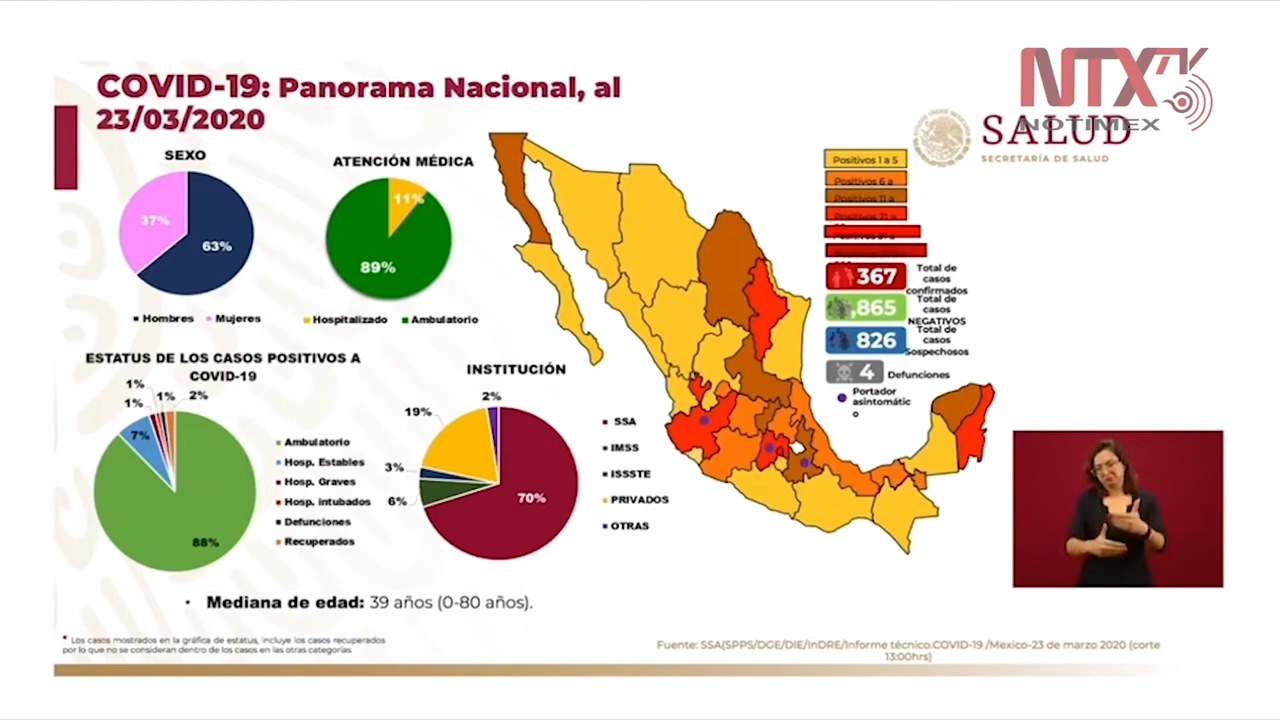 COVID-19: Panorama Nacional, al
23/03/2020
NTX
NOTIMEX
SALUD
SECRETARÍA DE SALUD
SEXO
37%
63%
Hombres
Mujeres
ATENCIÓN MÉDICA
11%
89%
Hospitalizado
Ambulatorio
Positivos 1 a 5
Positivos 6 a
Positivos 11 a
367
Total de
casos
confirmados
865
Total de
casos
NEGATIVOS
826
Total de
casos
Sospechosos
4
Defunciones
Portador
asintomátic
o
ESTATUS DE LOS CASOS POSITIVOS A
COVID-19
1%
1%
1%
2%
7%
88%
Ambulatorio
Hosp. Estables
Hosp. Graves
Hosp. intubados
Defunciones
Recuperados
INSTITUCIÓN
2%
19%
3%
6%
70%
SSA
IMSS
ISSSTE
PRIVADOS
OTRAS
• Mediana de edad: 39 años (0-80 años).
* Los casos mostrados en la gráfica de estatus, incluye los casos recuperados
por lo que no se consideran dentro de los casos en las otras categorías
Fuente: SSA(SPPS/DGE/DIE/InDRE/Informe técnico.COVID-19 /Mexico-23 de marzo 2020 (corte
13:00hrs)